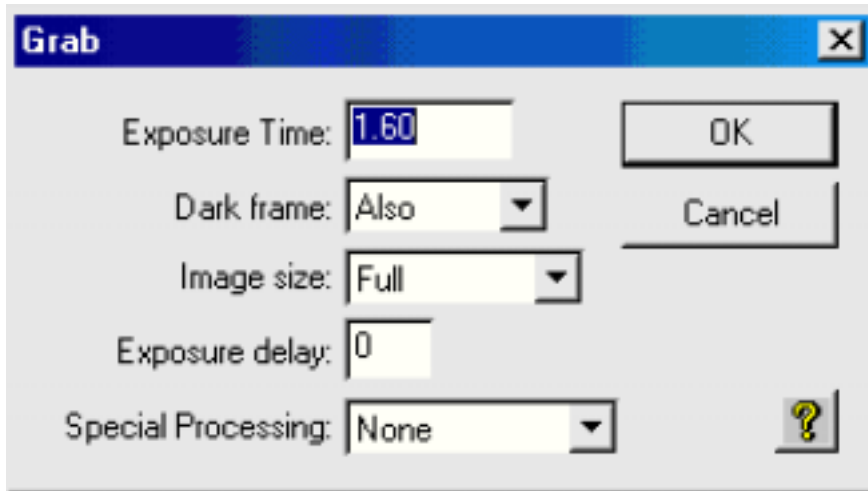 Grab
Exposure Time: 1.60
OK
Dark frame: Also
Cancel
Image size: Full
Exposure delay: 0
Special Processing: None
?